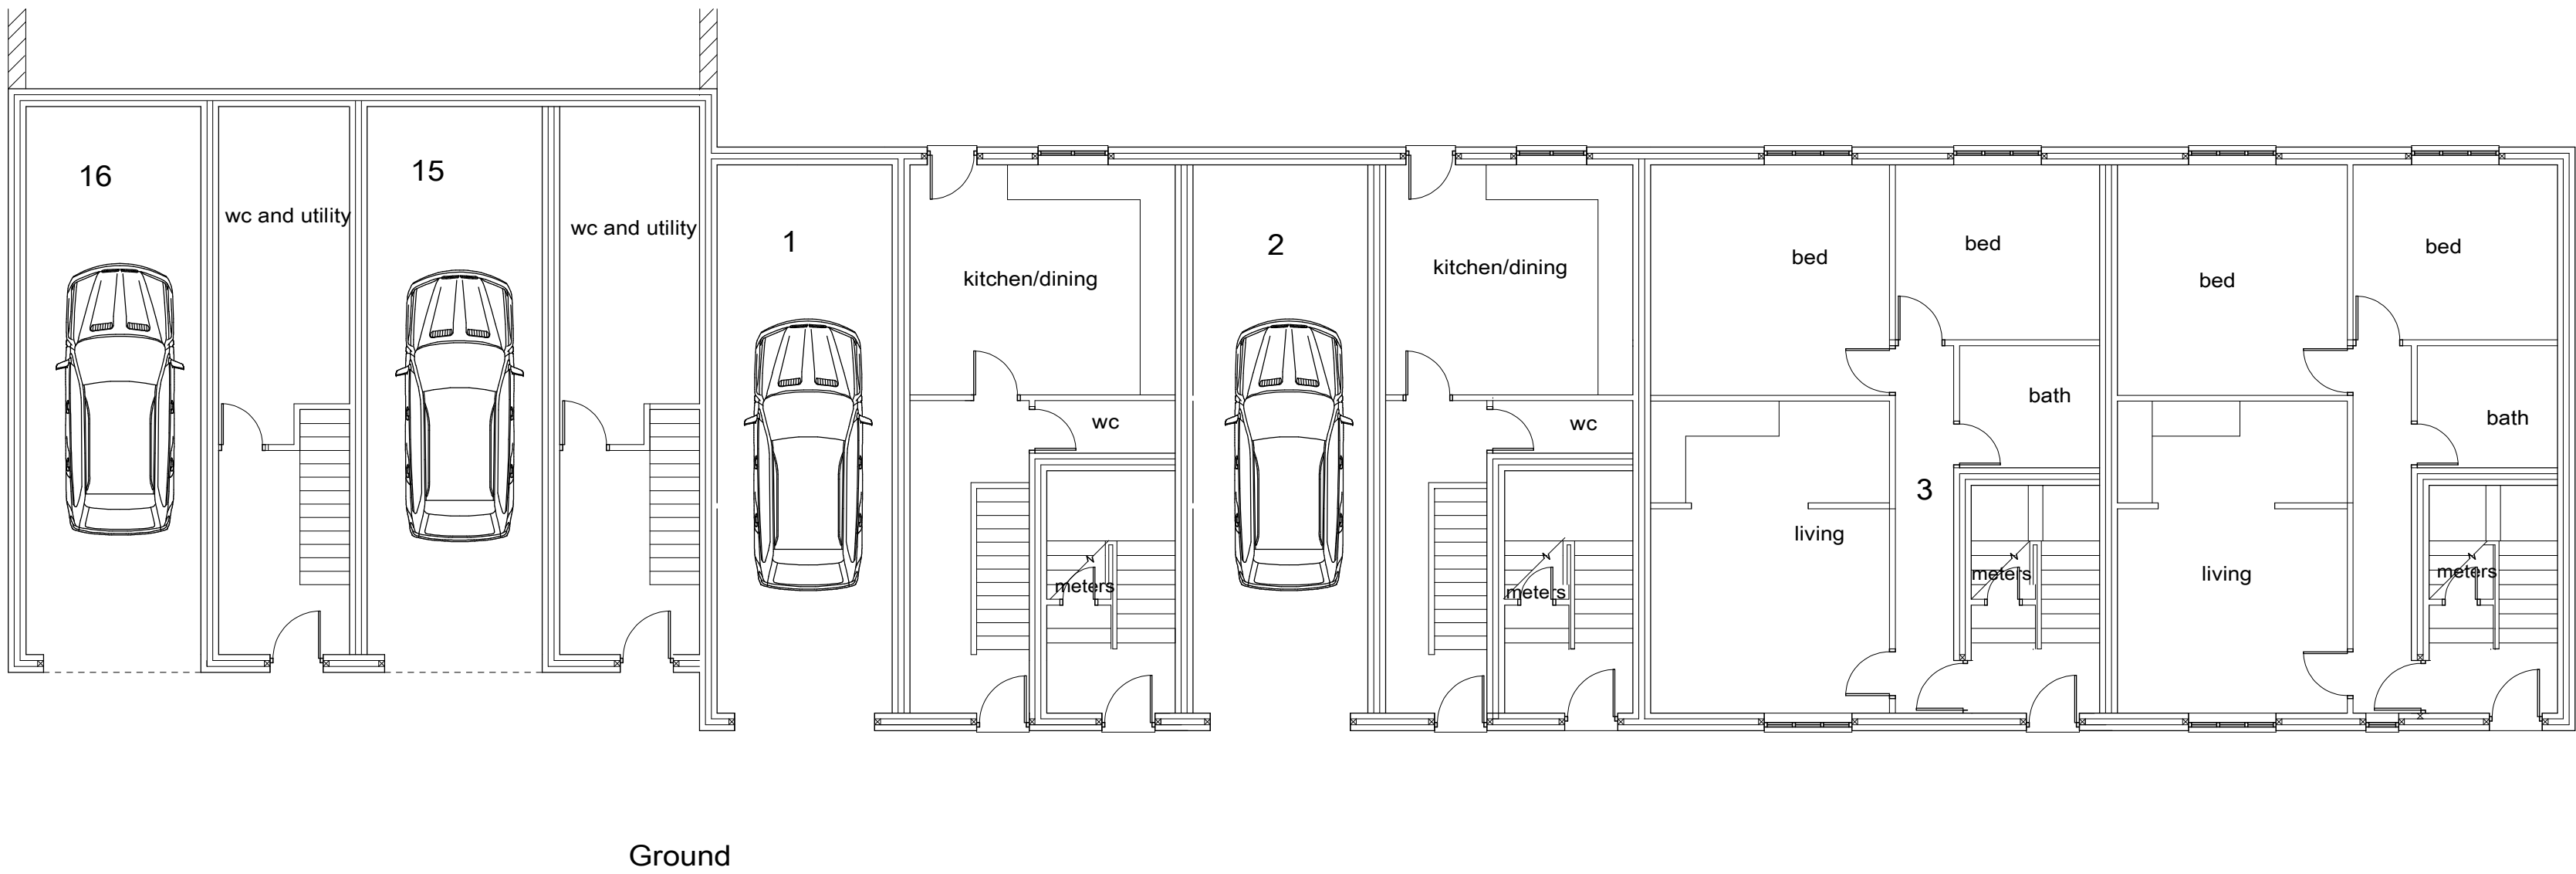 16
wc and utility
15
wc and utility
1
kitchen/dining
wc
meters
2
kitchen/dining
wc
meters
bed
bed
bath
3
living
meters
bed
bed
bath
living
meters
Ground